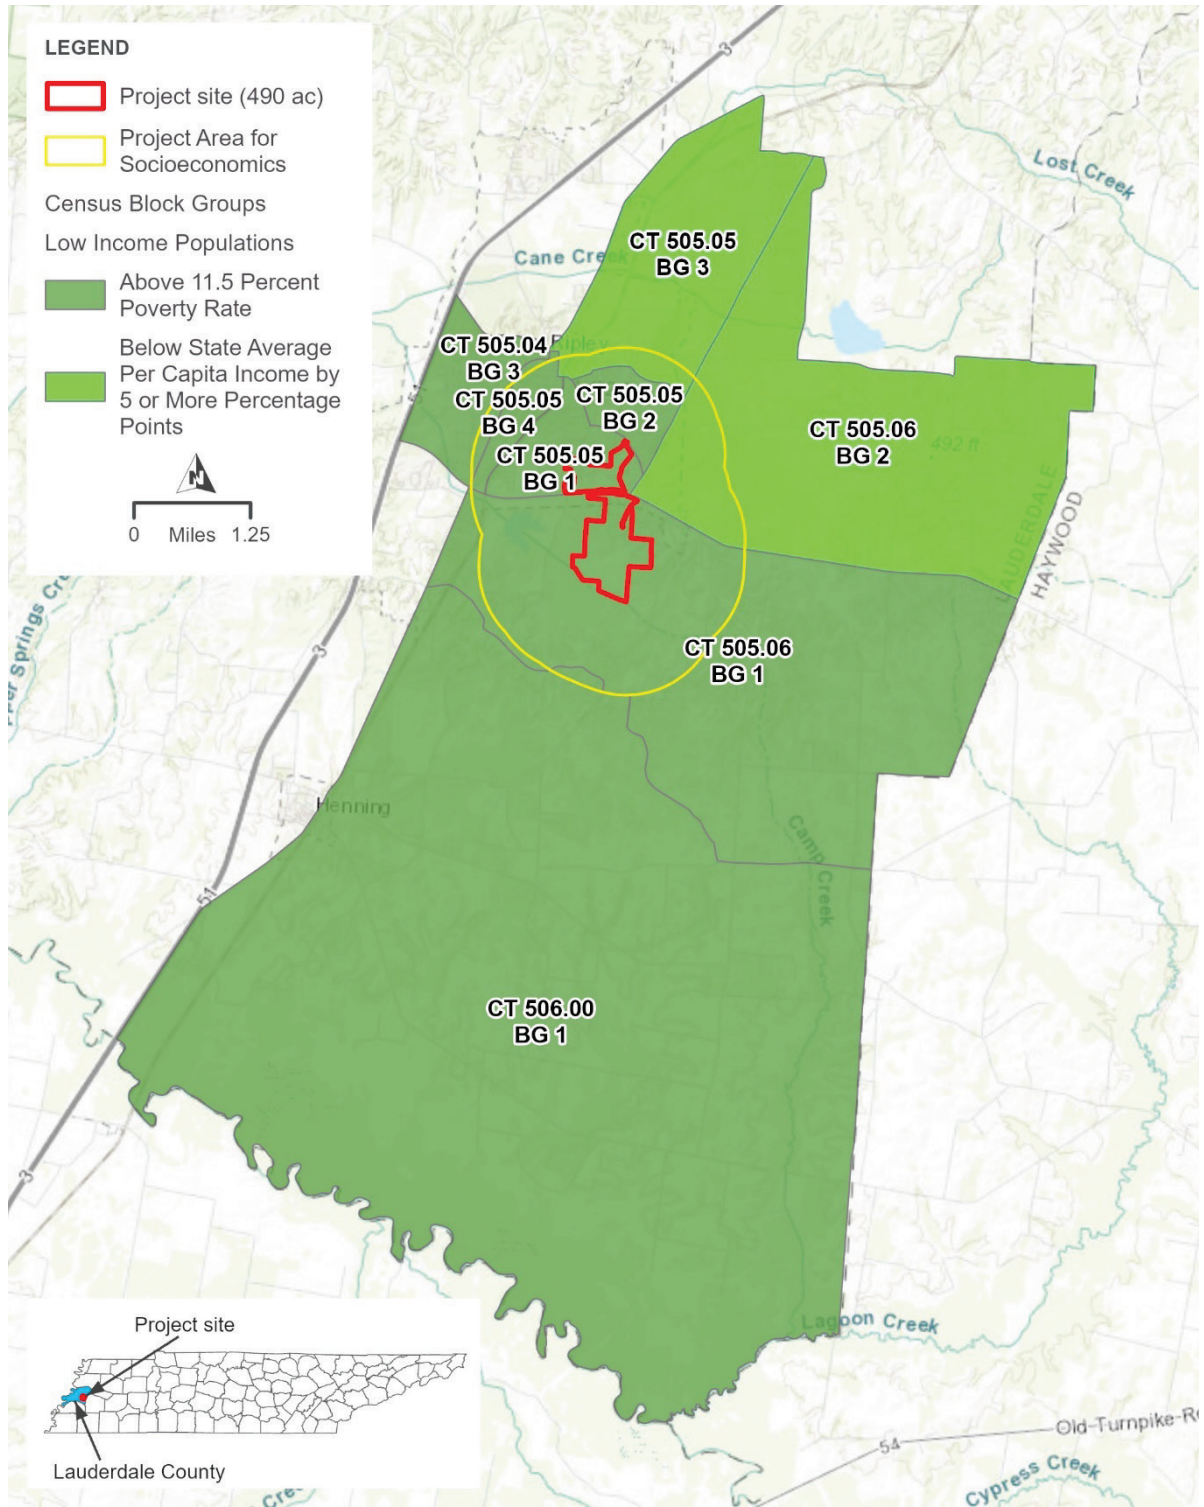 LEGEND
Project site (490 ac)
Project Area for
Socioeconomics
Census Block Groups
Low Income Populations
Above 11.5 Percent
Poverty Rate
Below State Average
Per Capita Income by
5 or More Percentage
Points
N
0 Miles 1.25
3
Lost Creek
Cane Creek
CT 505.05
BG 3
Ripley
CT 505.04
BG 3
51
CT 505.05
BG 4
CT 505.05
BG 2
CT 505.05
BG 1
CT 505.06
BG 2
492 ft
LAUDERDALE
HAYWOOD
Springs
3
CT 505.06
BG 1
Henning
Camp Creek
51
CT 506.00
BG 1
3
Lagoon Creek
54
Old-Turnpike-R
Cypress Creek
Project site
Lauderdale County